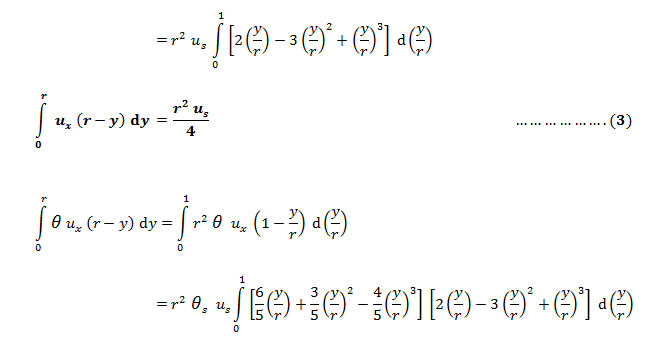 = r² uₛ ∫₀¹ [2(y/r) − 3(y/r)² + (y/r)³] d(y/r)
∫₀ʳ uₓ (r − y) dy = r² uₛ / 4 … … … … … … . (3)
∫₀ʳ θ uₓ (r − y) dy = ∫₀¹ r² θ uₓ (1 − y/r) d(y/r)
= r² θₛ uₛ ∫₀¹ [6/5(y/r) + 3/5(y/r)² − 4/5(y/r)³] [2(y/r) − 3(y/r)² + (y/r)³] d(y/r)